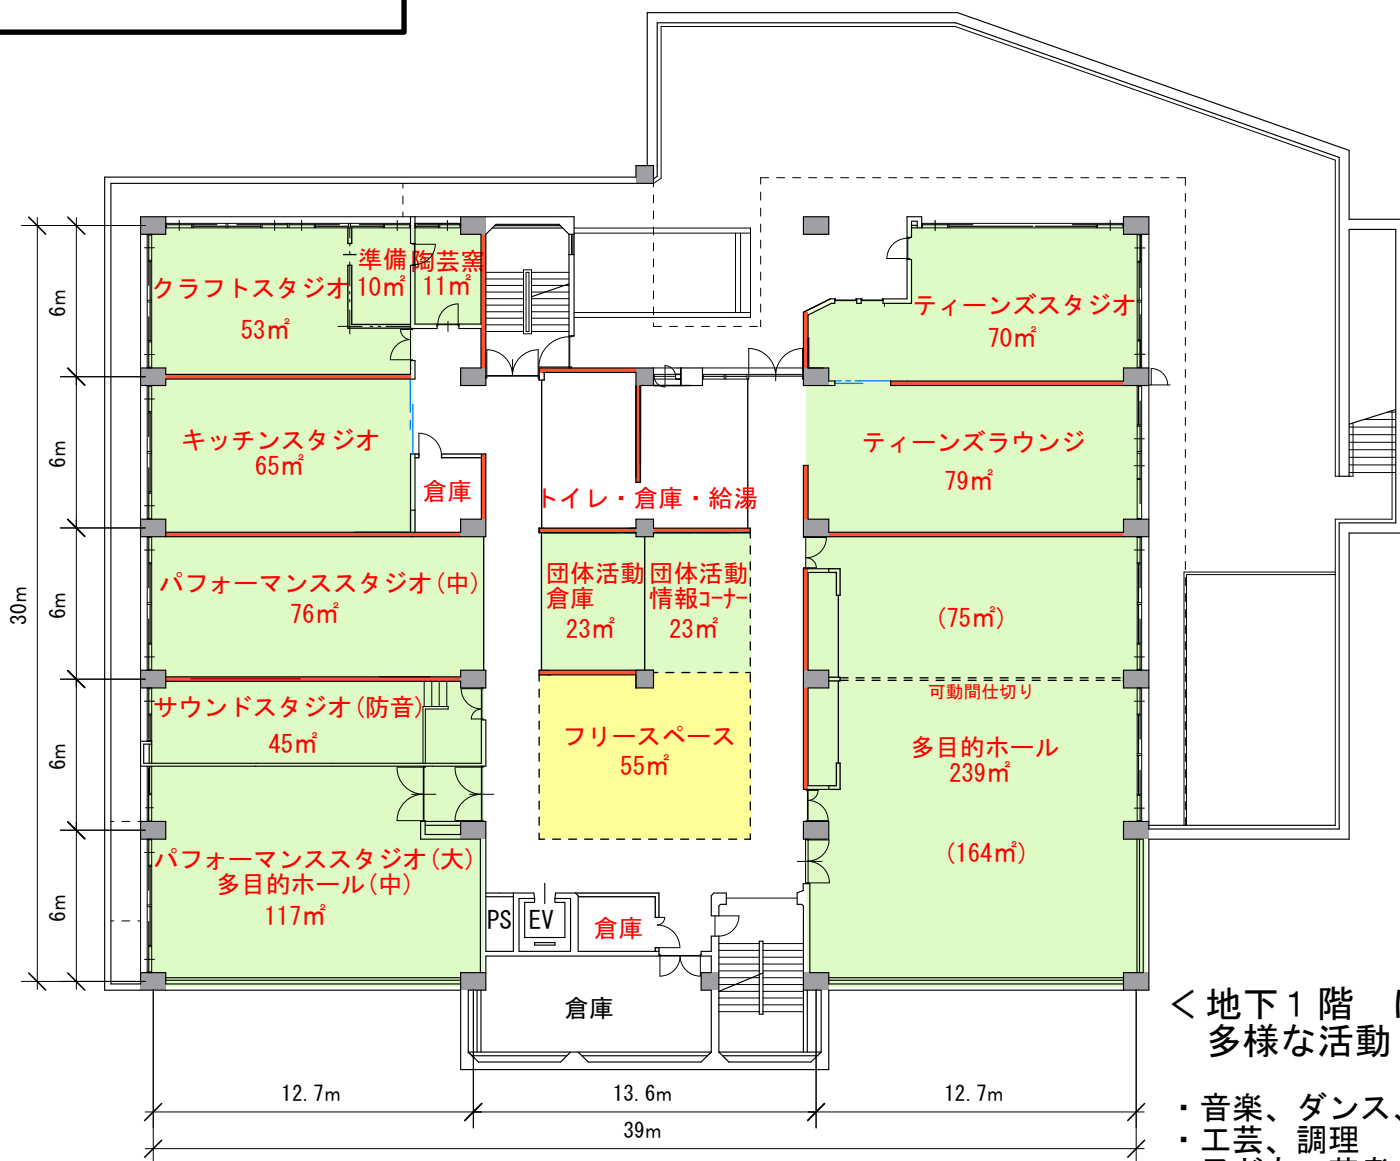 準備
10㎡
陶芸窯
11㎡
クラフトスタジオ
53㎡
ティーンズスタジオ
70㎡
6m
キッチンスタジオ
65㎡
倉庫
トイレ・倉庫・給湯
ティーンズラウンジ
79㎡
6m
パフォーマンススタジオ(中)
76㎡
団体活動
倉庫
23㎡
団体活動
情報コーナー
23㎡
(75㎡)
30m
6m
可動間仕切り
サウンドスタジオ(防音)
45㎡
フリースペース
55㎡
多目的ホール
239㎡
6m
パフォーマンススタジオ(大)
多目的ホール(中)
117㎡
(164㎡)
6m
PS
EV
倉庫
倉庫
＜地下1階
多様な活動
12.7m
13.6m
12.7m
39m
・音楽、ダンス、
・工芸、調理